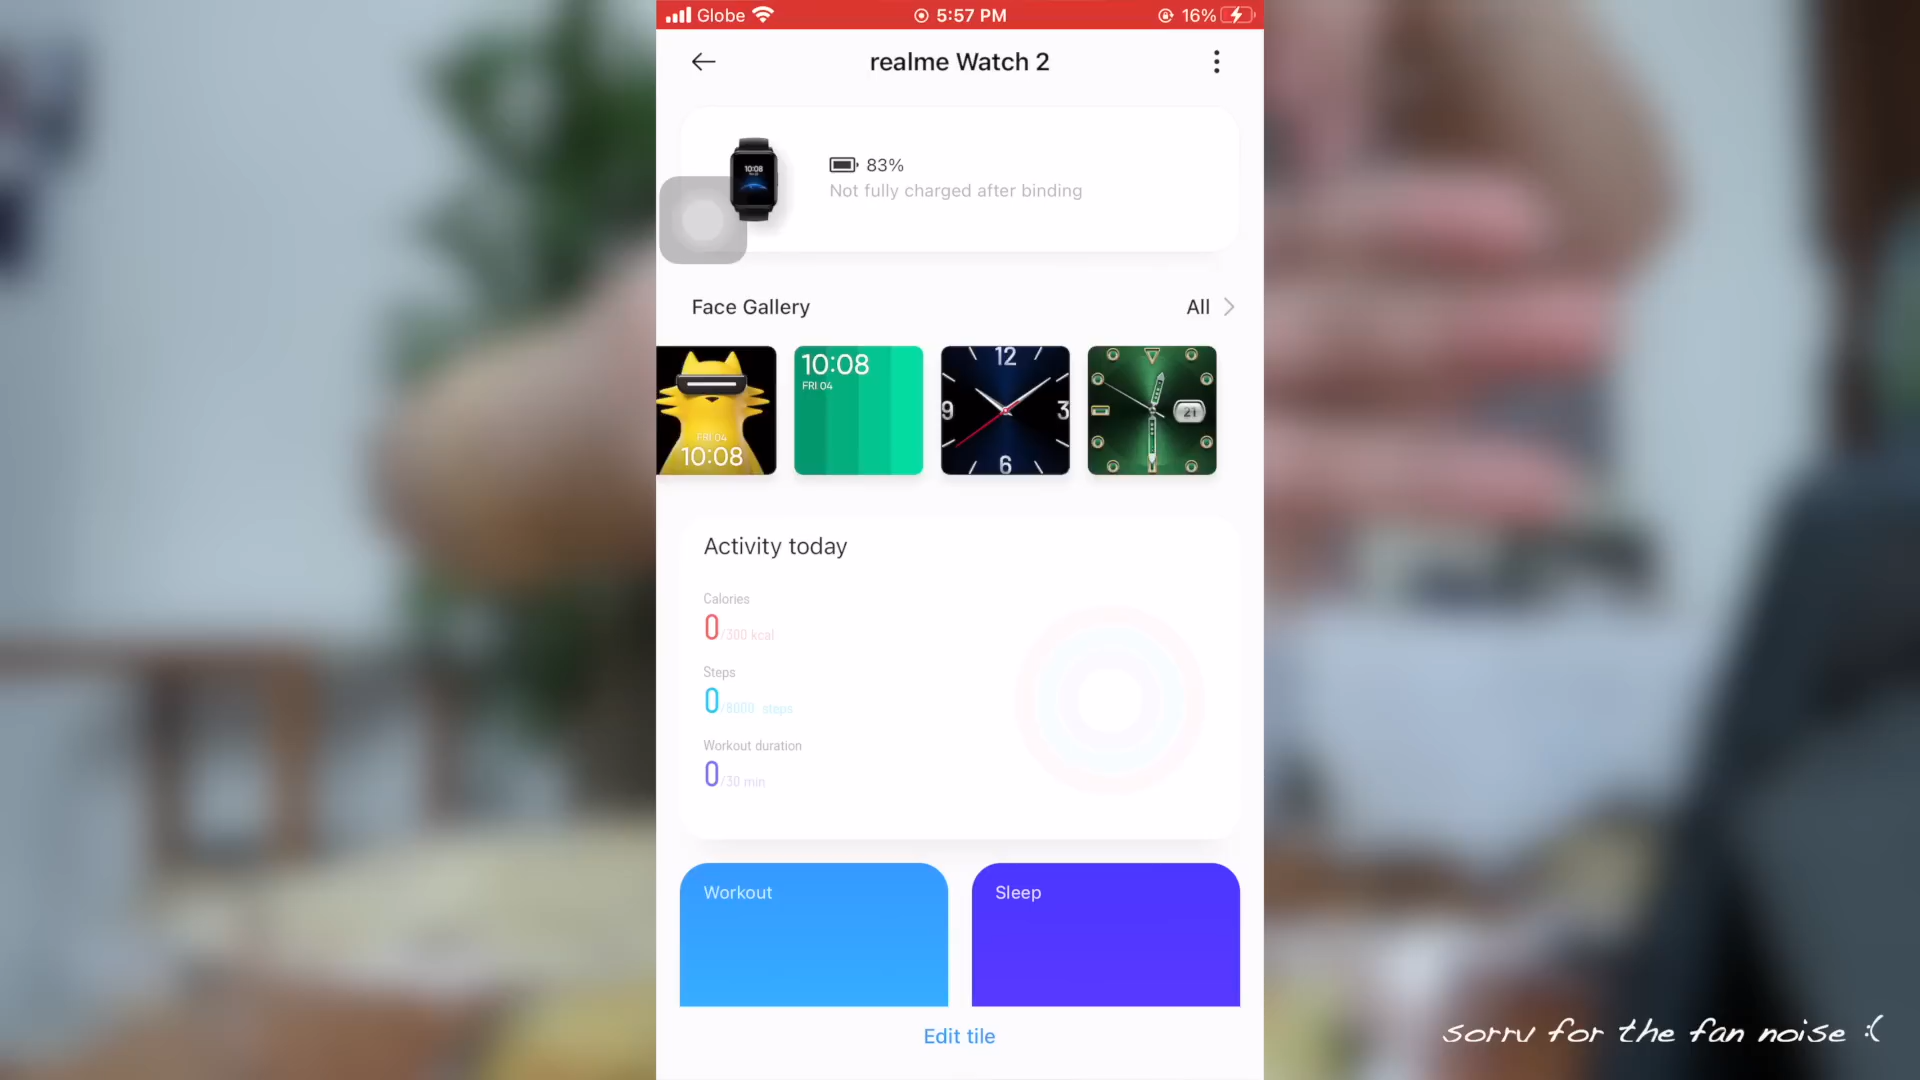 Globe 5:57 PM 16%
realme Watch 2
10:08
83%
Not fully charged after binding
Face Gallery All
FRI 04
10:08
10:08
FRI 04
12
9 3
6
21
Activity today
Calories
0/300 kcal
Steps
0/8000 steps
Workout duration
0/30 min
Workout Sleep
Edit tile
sorry for the fan noise :(